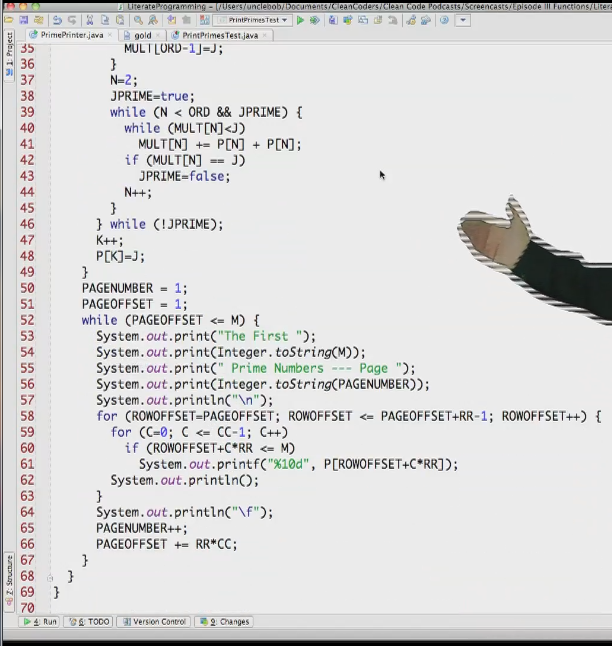 LiterateProgramming – [/Users/unclebob/Documents/CleanCoders/Clean Code Podcasts/Screencasts/Episode III Functions/Liter
PrintPrimesTest
PrimePrinter.java gold PrintPrimesTest.java
1: Project
35 MULT[ORD-1]=J;
36 }
37 N=2;
38 JPRIME=true;
39 while (N < ORD && JPRIME) {
40 while (MULT[N]<J)
41 MULT[N] += P[N] + P[N];
42 if (MULT[N] == J)
43 JPRIME=false;
44 N++;
45 }
46 } while (!JPRIME);
47 K++;
48 P[K]=J;
49 }
50 PAGENUMBER = 1;
51 PAGEOFFSET = 1;
52 while (PAGEOFFSET <= M) {
53 System.out.print("The First ");
54 System.out.print(Integer.toString(M));
55 System.out.print(" Prime Numbers --- Page ");
56 System.out.print(Integer.toString(PAGENUMBER));
57 System.out.println("\n");
58 for (ROWOFFSET=PAGEOFFSET; ROWOFFSET <= PAGEOFFSET+RR-1; ROWOFFSET++) {
59 for (C=0; C <= CC-1; C++)
60 if (ROWOFFSET+C*RR <= M)
61 System.out.printf("%10d", P[ROWOFFSET+C*RR]);
62 System.out.println();
63 }
64 System.out.println("\f");
65 PAGENUMBER++;
66 PAGEOFFSET += RR*CC;
67 }
68 }
69 }
70
Z: Structure
4: Run 6: TODO Version Control 9: Changes